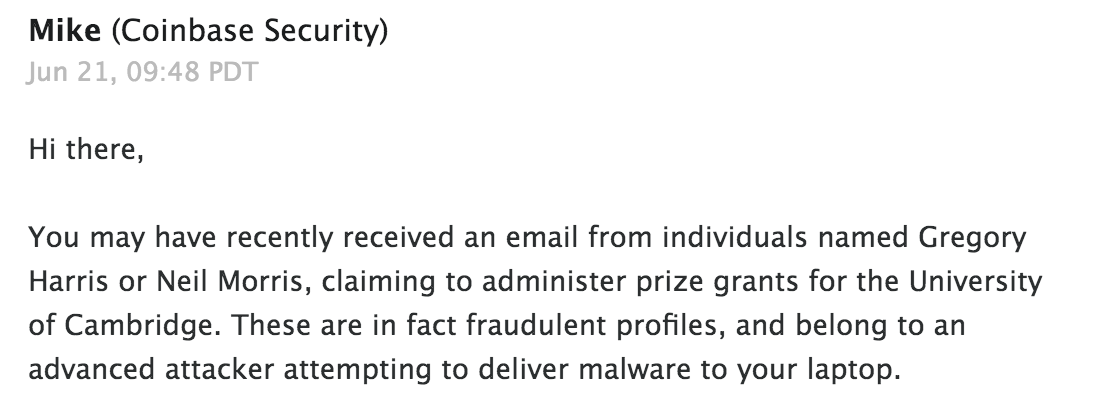 Mike (Coinbase Security)
Jun 21, 09:48 PDT
Hi there,
You may have recently received an email from individuals named Gregory
Harris or Neil Morris, claiming to administer prize grants for the University
of Cambridge. These are in fact fraudulent profiles, and belong to an
advanced attacker attempting to deliver malware to your laptop.